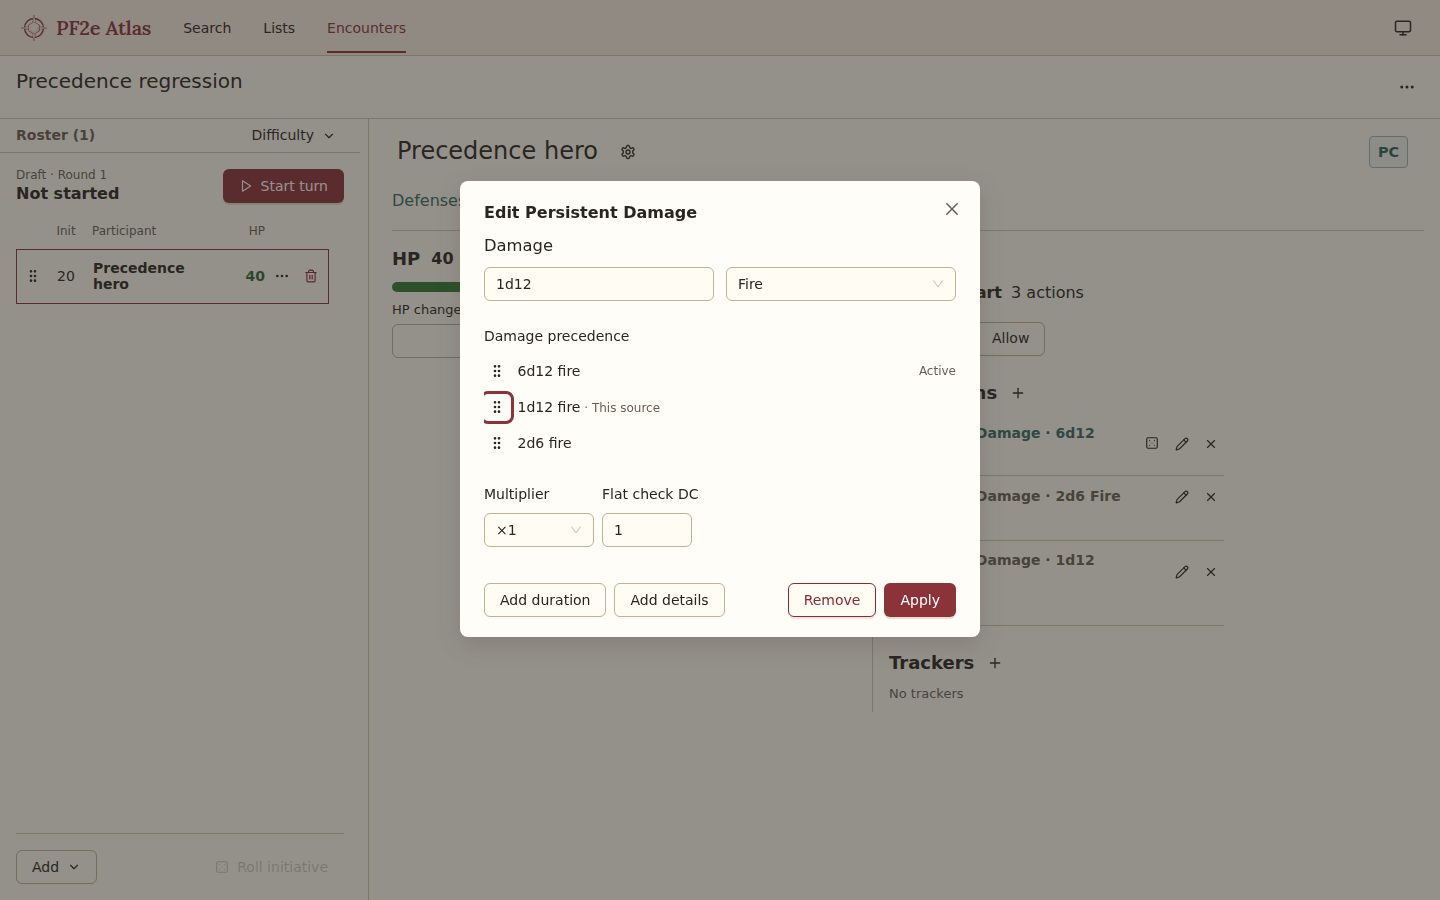 PF2e Atlas
Search
Lists
Encounters
Precedence regression
Roster (1)
Difficulty
Draft · Round 1
Not started
Start turn
Init
Participant
HP
20
Precedence
hero
40
Add
Roll initiative
Precedence hero
PC
Defenses
HP 40
HP change
art 3 actions
Allow
ns
Damage · 6d12
Damage · 2d6 Fire
Damage · 1d12
Trackers
No trackers
Edit Persistent Damage
Damage
1d12
Fire
Damage precedence
6d12 fire
Active
1d12 fire · This source
2d6 fire
Multiplier
Flat check DC
×1
1
Add duration
Add details
Remove
Apply